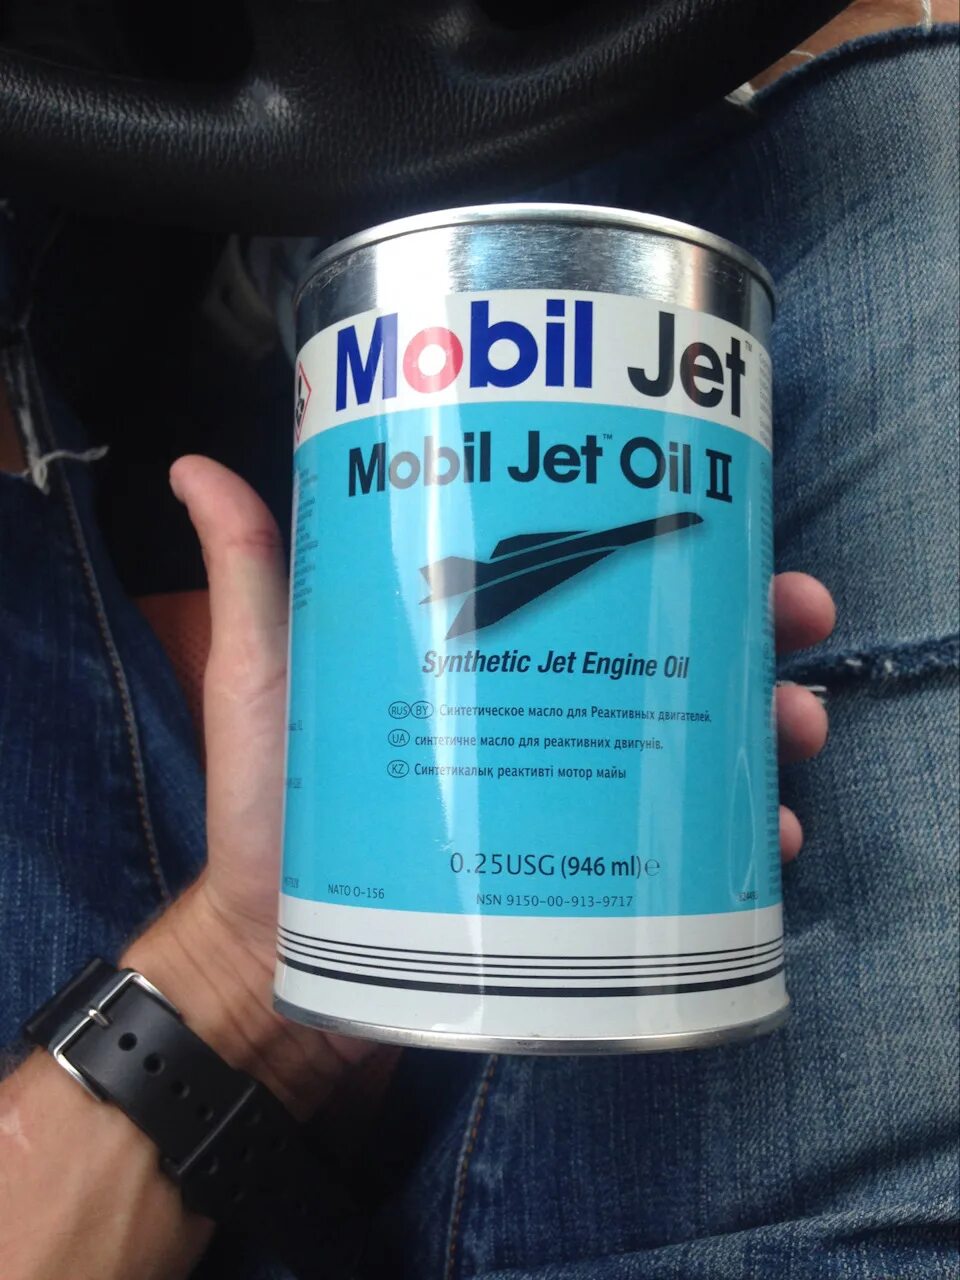 Mobil Jet™
Mobil Jet™ Oil II
Synthetic Jet Engine Oil
RUS BY Синтетическое масло для Реактивных двигателей.
UA синтетичне масло для реактивних двигунів.
KZ Синтетикалық реактивті мотор майы
0.25USG (946 ml) e
NATO O-156
NSN 9150-00-913-9717